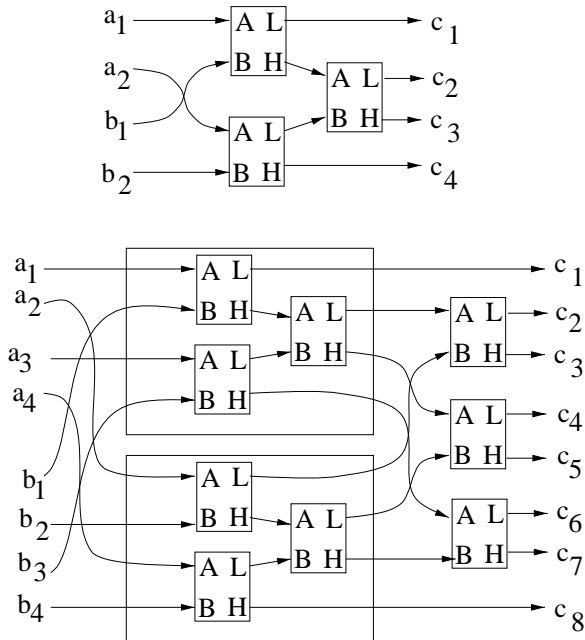 a1 A L c1
a2 B H A L c2
b1 A L B H c3
b2 B H c4
a1 A L c1
a2 B H A L A L c2
a3 A L B H B H c3
a4 B H A L c4
b1 A L B H c5
b2 B H A L A L c6
b3 A L B H B H c7
b4 B H c8